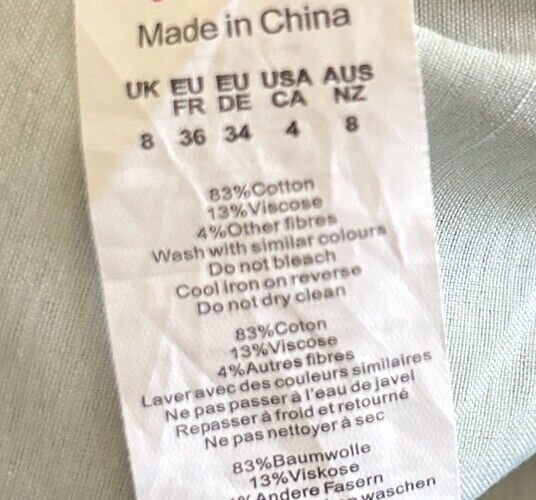 Made in China
UK EU EU USA AUS
FR DE CA NZ
8 36 34 4 8
83%Cotton
13%Viscose
4%Other fibres
Wash with similar colours
Do not bleach
Cool iron on reverse
Do not dry clean
83%Coton
13%Viscose
4%Autres fibres
Laver avec des couleurs similaires
Ne pas passer à l'eau de javel
Repasser à froid et retourné
Ne pas nettoyer à sec
83%Baumwolle
13%Viskose
Andere Fasern
waschen